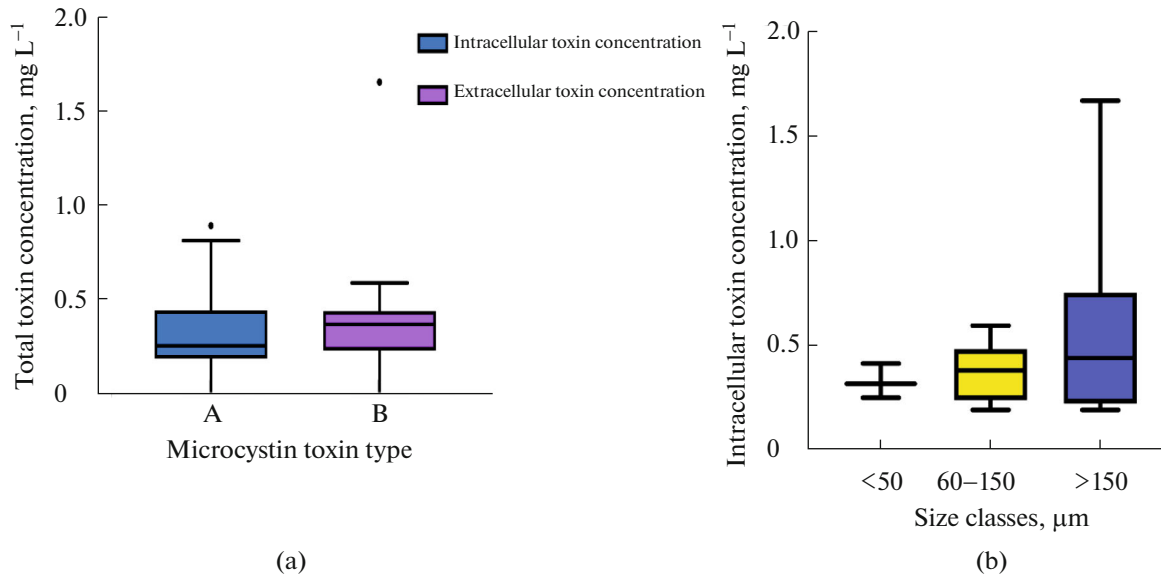 Total toxin concentration, mg L⁻¹
2.0
1.5
1.0
0.5
0
Intracellular toxin concentration
Extracellular toxin concentration
A B
Microcystin toxin type
(a)
Intracellular toxin concentration, mg L⁻¹
2.0
1.5
1.0
0.5
0
<50 60–150 >150
Size classes, μm
(b)